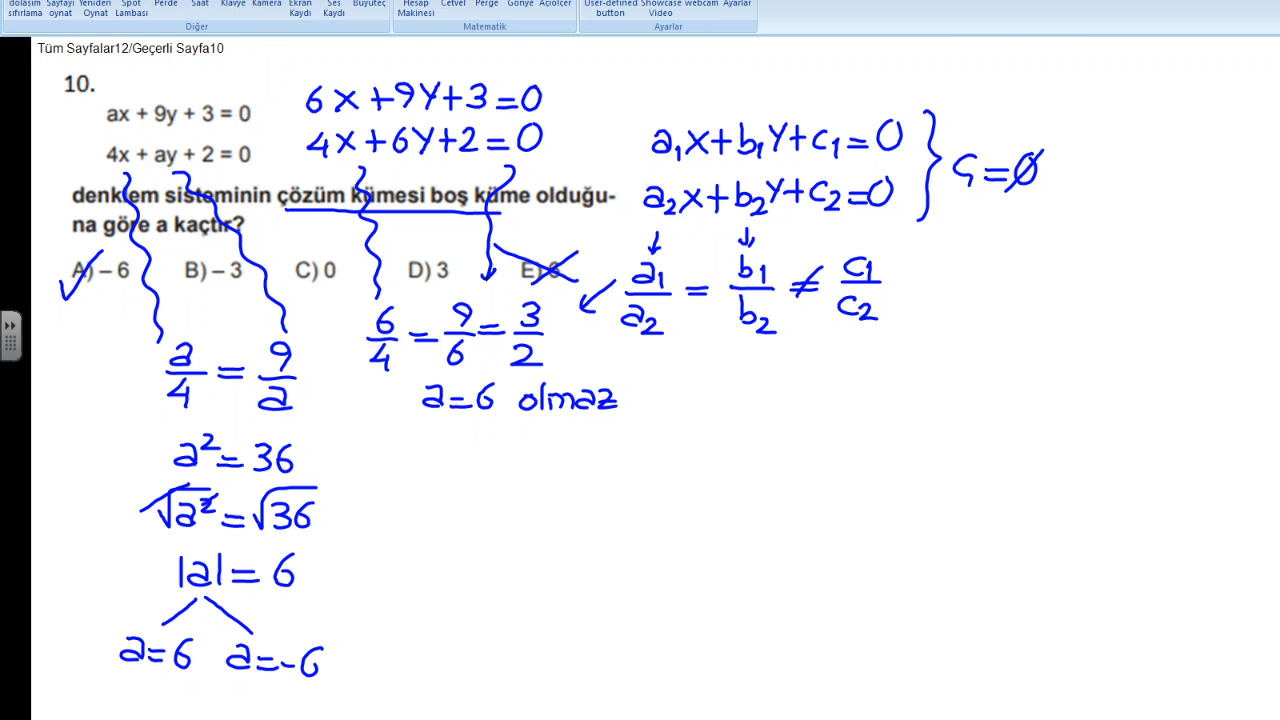 dolaşım Sayfayı Yeniden Spot Perde Saat Klavye Kamera Ekran Ses Büyüteç Hesap Cetvel Perge Gönye Açıölçer User-defined Showcase webcam Ayarlar
sıfırlama oynat Oynat Lambası Kaydı Kaydı Makinesi button Video
Diğer Matematik Ayarlar
Tüm Sayfalar12/Geçerli Sayfa10
10.
ax + 9y + 3 = 0
4x + ay + 2 = 0
denklem sisteminin çözüm kümesi boş küme olduğu-
na göre a kaçtır?
A) – 6 B) – 3 C) 0 D) 3 E) 6
6x+9y+3=0
4x+6y+2=0
a₁x+b₁y+c₁=0
a₂x+b₂y+c₂=0
Ç=∅
a₁/a₂ = b₁/b₂ ≠ c₁/c₂
6/4 = 9/6 = 3/2
a=6 olmaz
a/4 = 9/a
a² = 36
√a² = √36
|a| = 6
a=6 a=-6